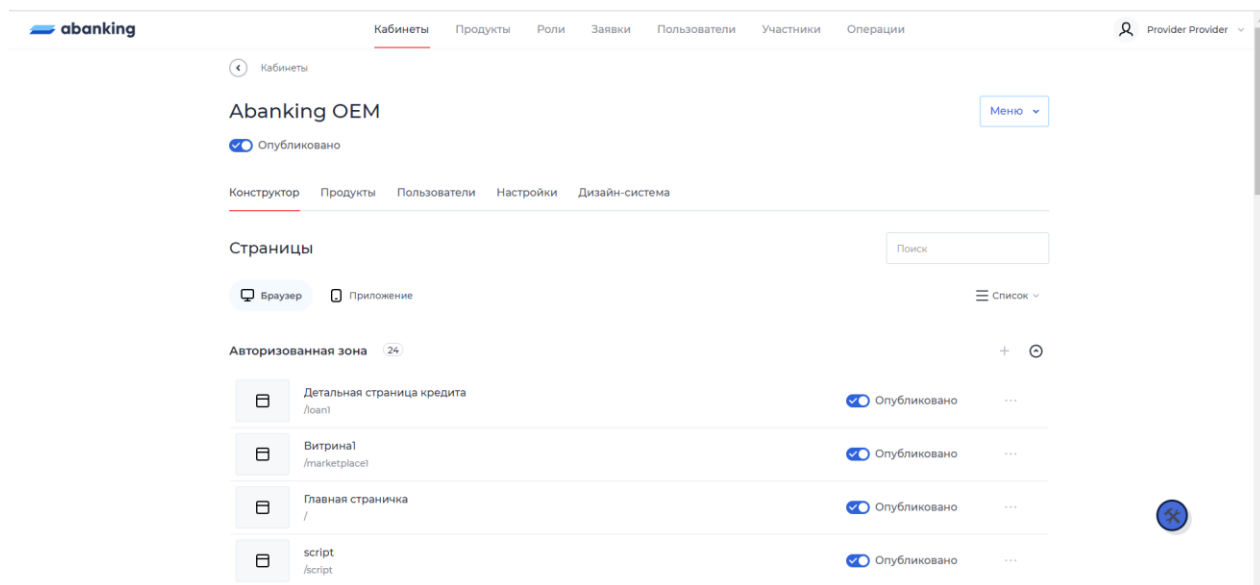 abanking
Кабинеты Продукты Роли Заявки Пользователи Участники Операции
Provider Provider
Кабинеты
Abanking OEM
Меню
Опубликовано
Конструктор Продукты Пользователи Настройки Дизайн-система
Страницы
Поиск
Браузер Приложение
Список
Авторизованная зона 24
Детальная страница кредита
/loan1
Опубликовано
Витрина1
/marketplace1
Опубликовано
Главная страничка
/
Опубликовано
script
/script
Опубликовано